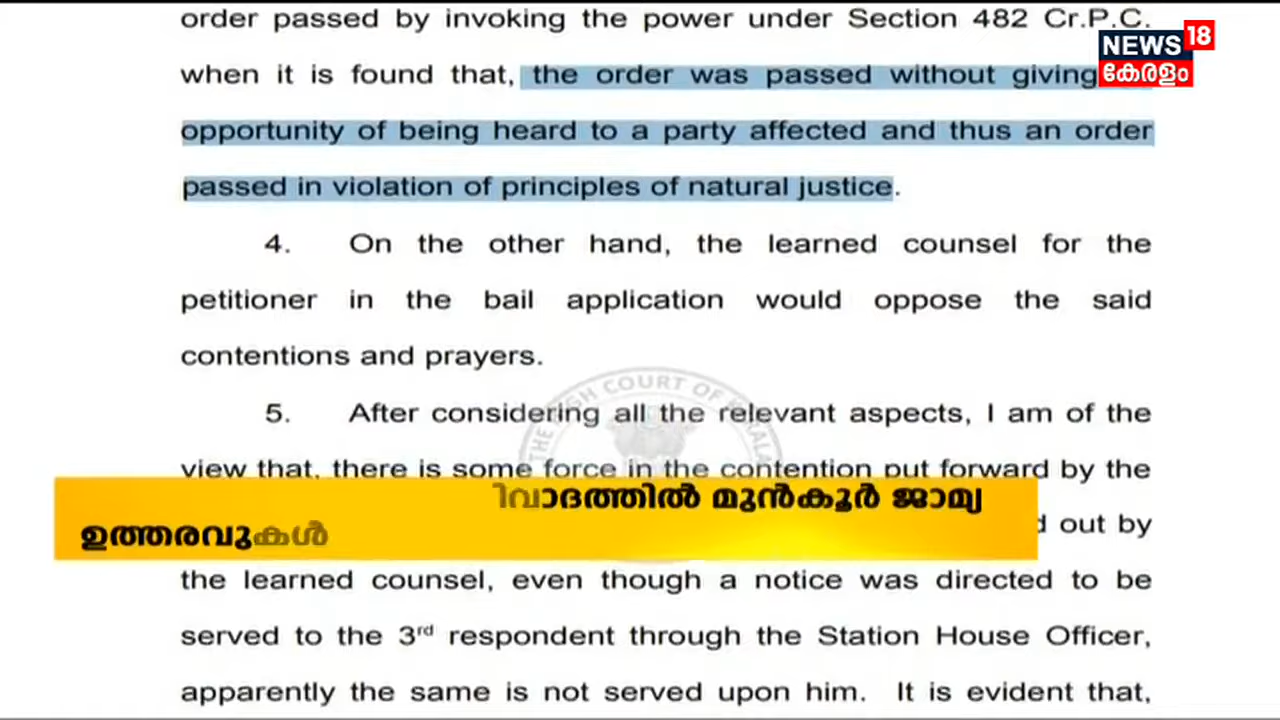 order passed by invoking the power under Section 482 Cr.P.C.
NEWS 18
കേരളം
when it is found that, the order was passed without giving
opportunity of being heard to a party affected and thus an order
passed in violation of principles of natural justice.
4. On the other hand, the learned counsel for the
petitioner in the bail application would oppose the said
contentions and prayers.
THE HIGH COURT OF KERALA
5. After considering all the relevant aspects, I am of the
view that, there is some force in the contention put forward by the
മുൻകൂർ ജാമ്യ
ഉത്തരവുകൾ
out by
the learned counsel, even though a notice was directed to be
served to the 3rd respondent through the Station House Officer,
apparently the same is not served upon him. It is evident that,